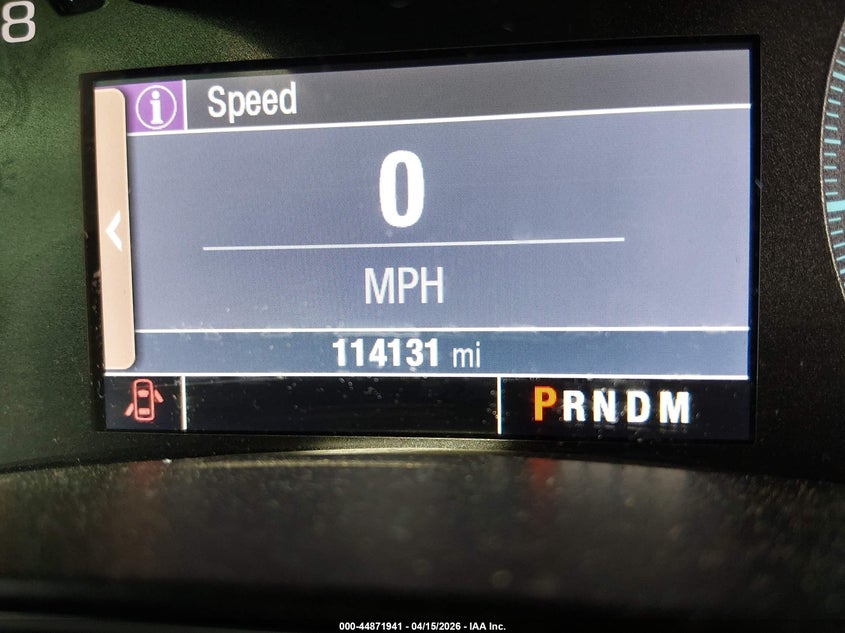 8
i Speed
0
MPH
114131 mi
PRNDM
000-44871941 - 04/15/2026 - IAA Inc.